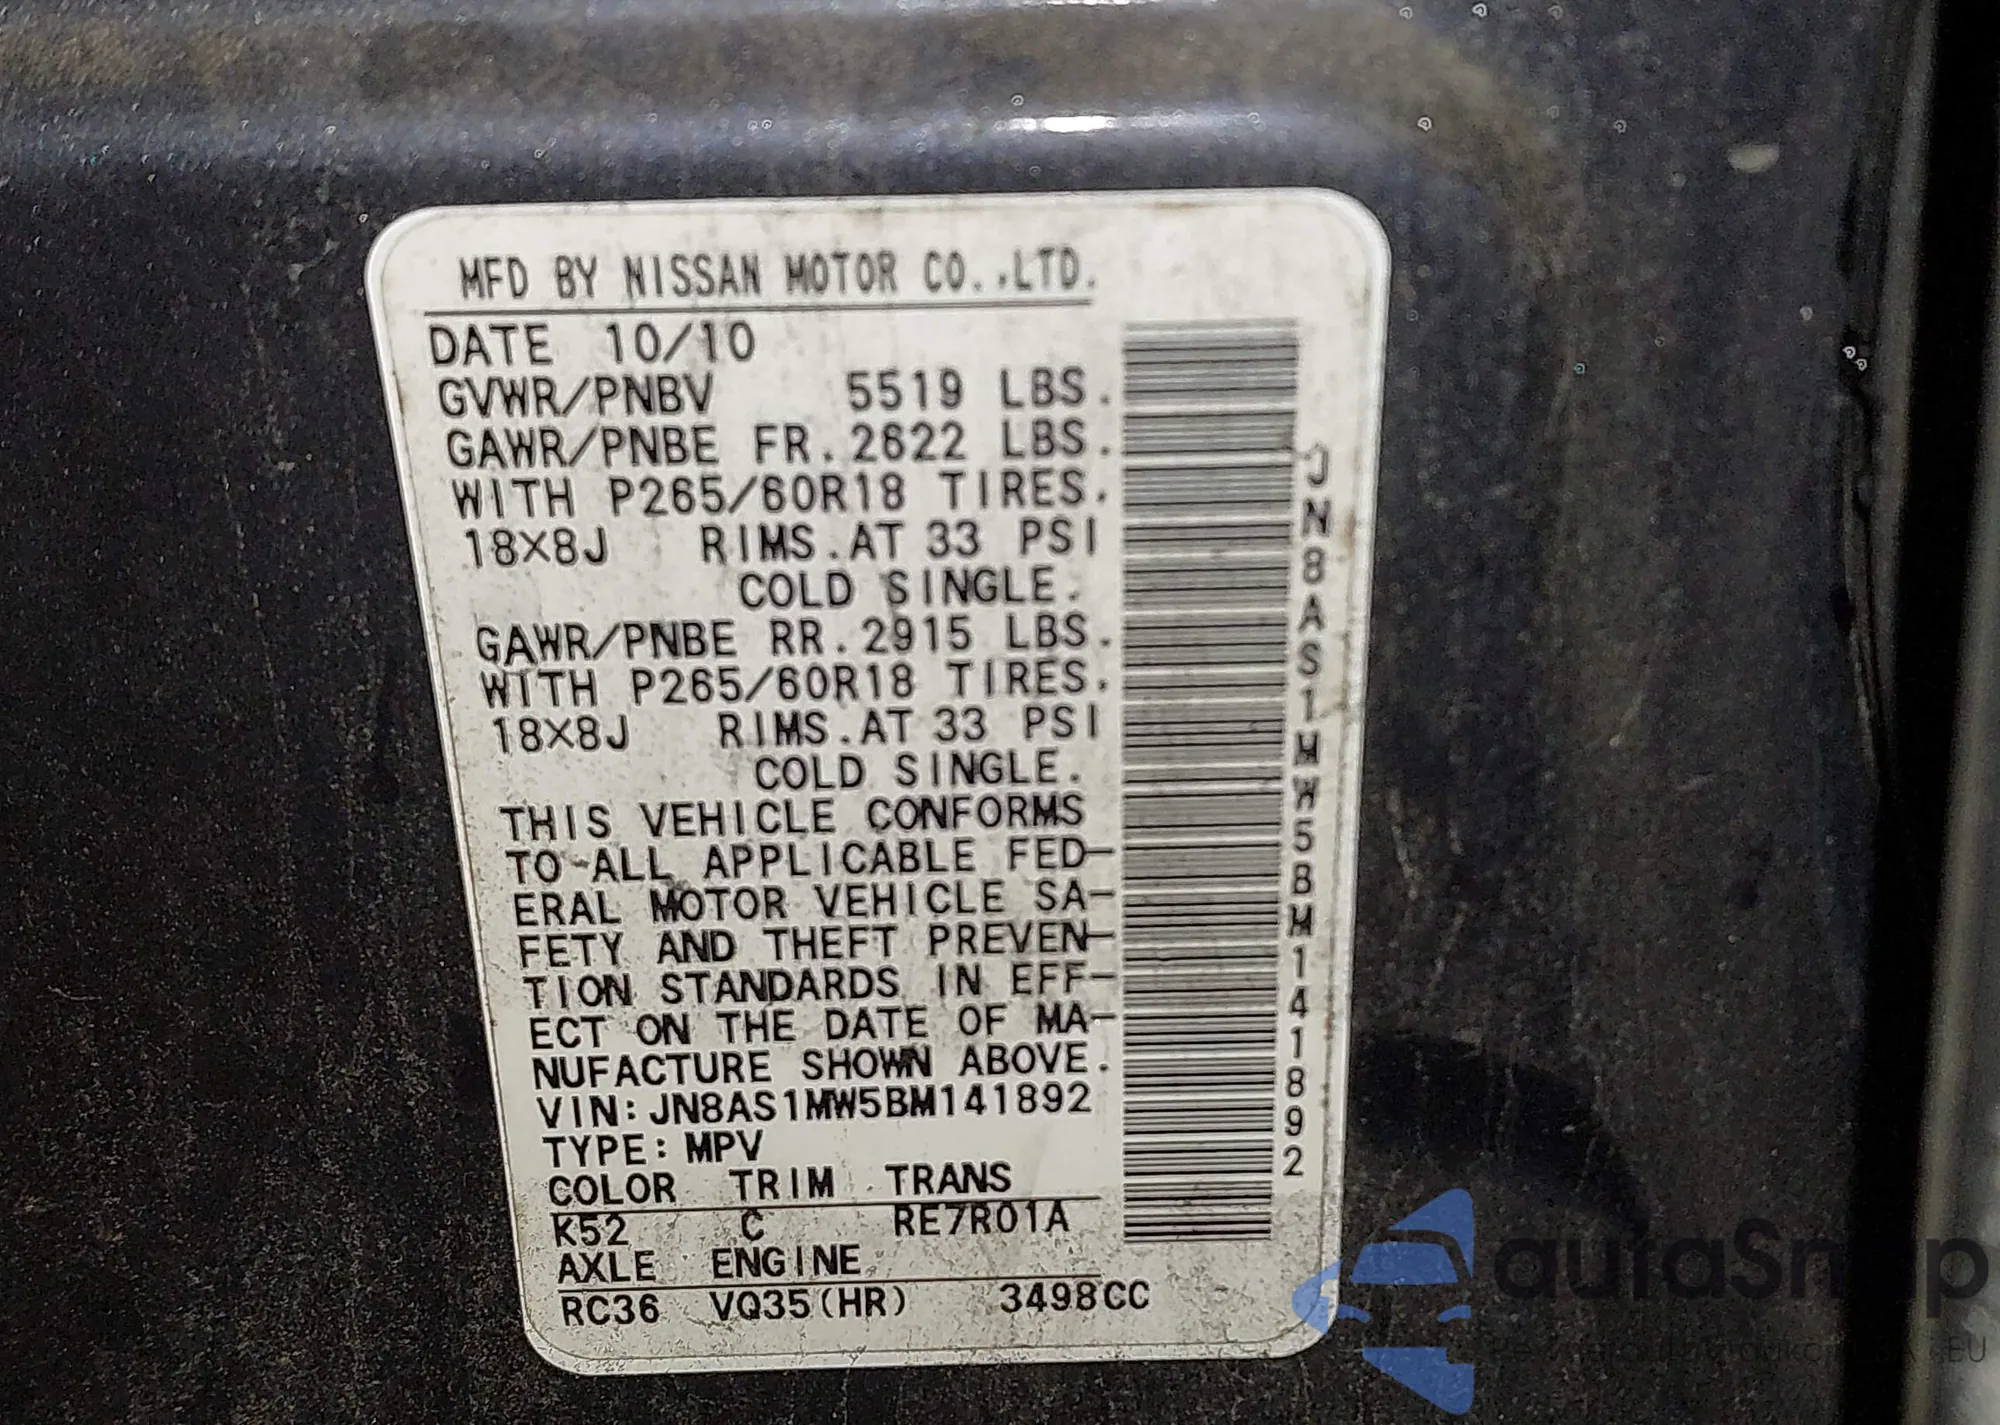 MFD BY NISSAN MOTOR CO.,LTD.
DATE 10/10
GVWR/PNBV 5519 LBS.
GAWR/PNBE FR.2622 LBS.
WITH P265/60R18 TIRES.
18X8J RIMS.AT 33 PSI
COLD SINGLE.
GAWR/PNBE RR.2915 LBS.
WITH P265/60R18 TIRES.
18X8J RIMS.AT 33 PSI
COLD SINGLE.
THIS VEHICLE CONFORMS
TO ALL APPLICABLE FED-
ERAL MOTOR VEHICLE SA-
FETY AND THEFT PREVEN-
TION STANDARDS IN EFF-
ECT ON THE DATE OF MA-
NUFACTURE SHOWN ABOVE.
VIN:JN8AS1MW5BM141892
TYPE:MPV
COLOR TRIM TRANS
K52 C RE7R01A
AXLE ENGINE
RC36 VQ35(HR) 3498CC
JN8AS1MW5BM141892
auraSnap
EU